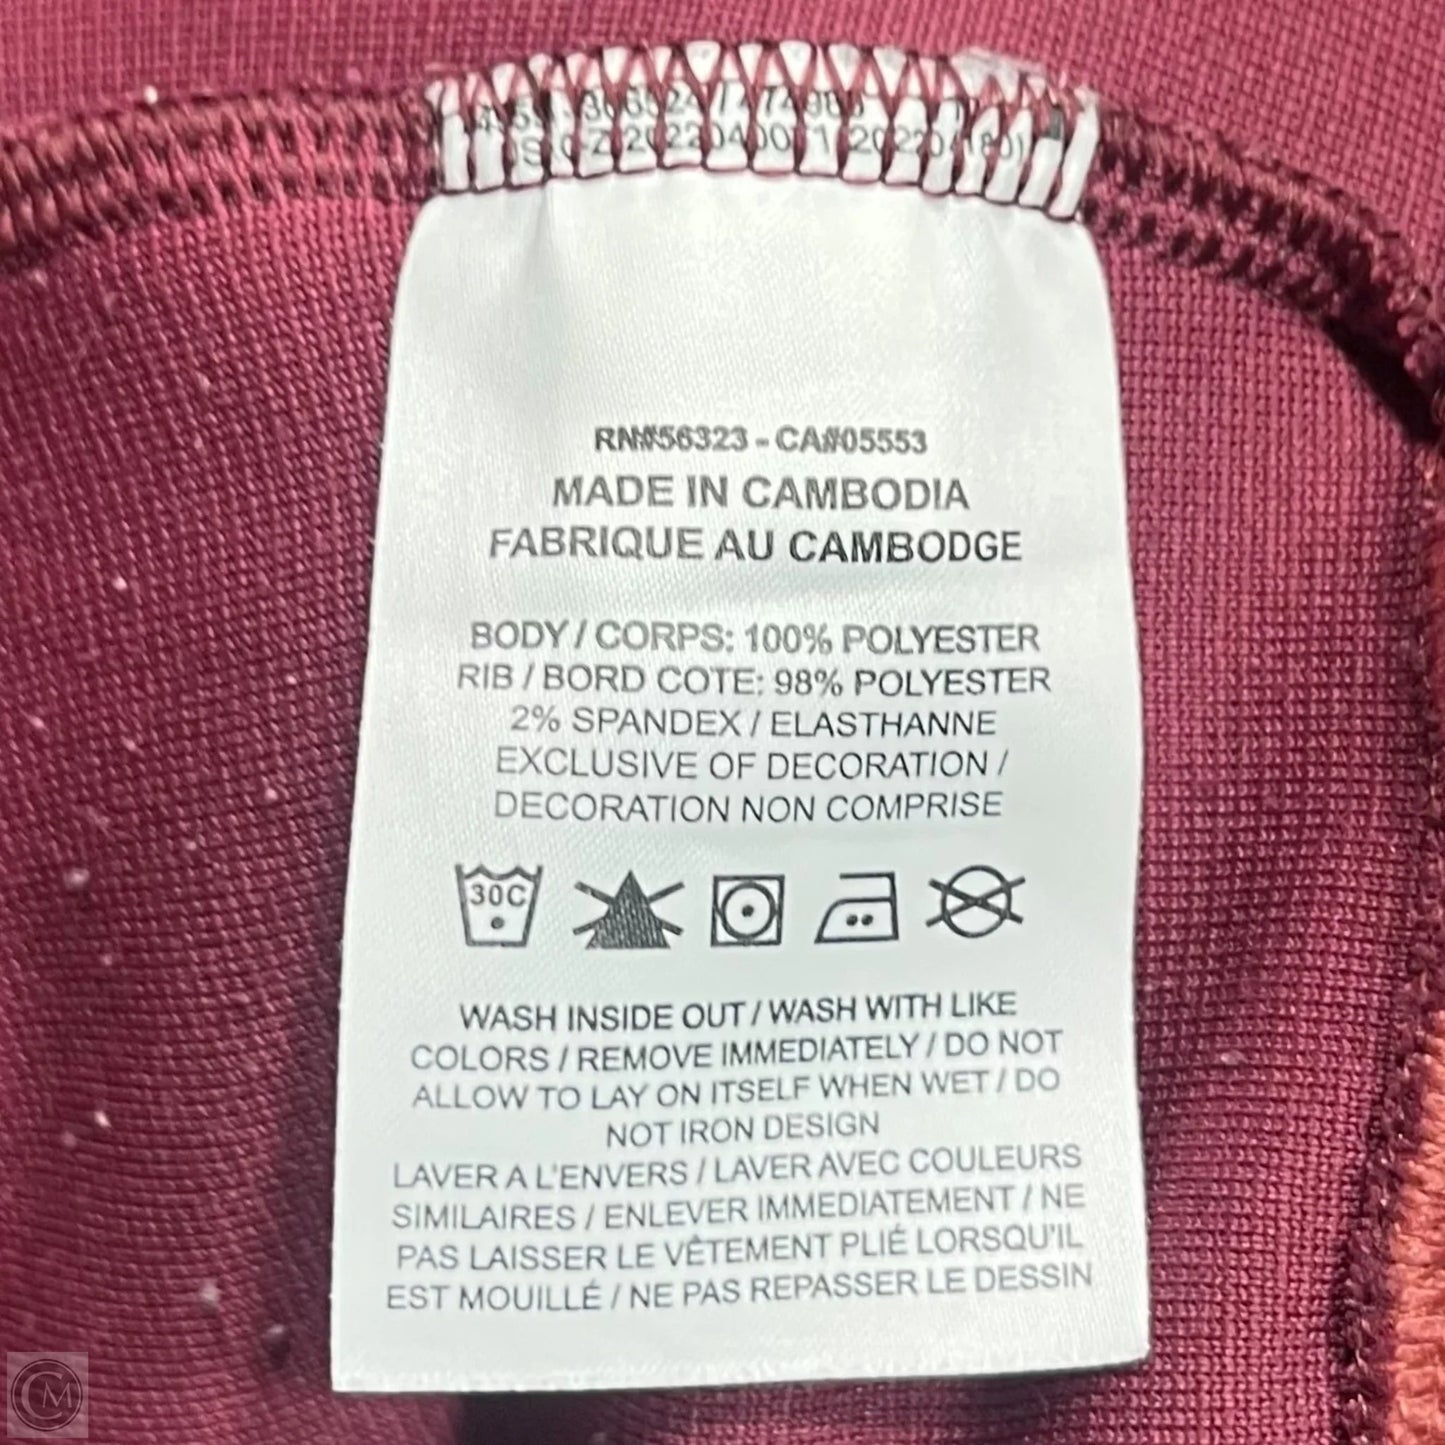 RN#56323 - CA#05553
MADE IN CAMBODIA
FABRIQUE AU CAMBODGE
BODY / CORPS: 100% POLYESTER
RIB / BORD COTE: 98% POLYESTER
2% SPANDEX / ELASTHANNE
EXCLUSIVE OF DECORATION /
DECORATION NON COMPRISE
30C
WASH INSIDE OUT / WASH WITH LIKE
COLORS / REMOVE IMMEDIATELY / DO NOT
ALLOW TO LAY ON ITSELF WHEN WET / DO
NOT IRON DESIGN
LAVER A L'ENVERS / LAVER AVEC COULEURS
SIMILAIRES / ENLEVER IMMEDIATEMENT / NE
PAS LAISSER LE VÊTEMENT PLIÉ LORSQU'IL
EST MOUILLÉ / NE PAS REPASSER LE DESSIN
CM